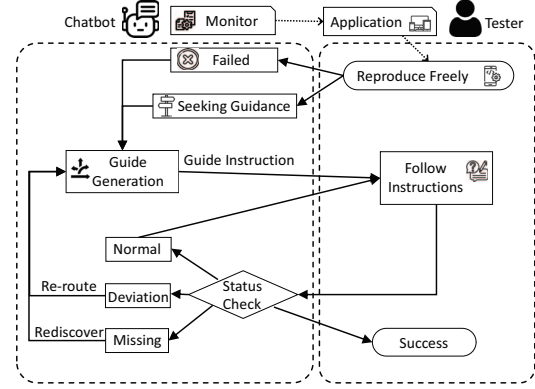 Chatbot
Monitor
Application
Tester
Failed
Reproduce Freely
Seeking Guidance
Guide
Generation
Guide Instruction
Follow
Instructions
Normal
Re-route
Deviation
Status
Check
Rediscover
Missing
Success